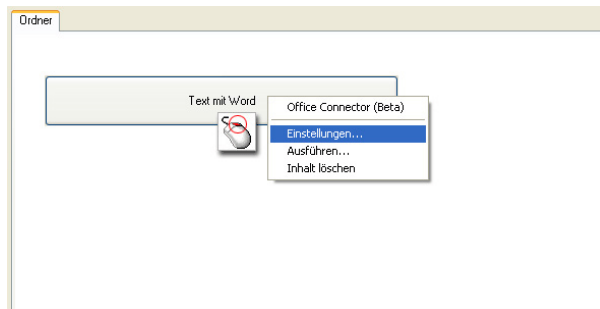 Ordner
Text mit Word
Office Connector (Beta)
Einstellungen...
Ausführen...
Inhalt löschen